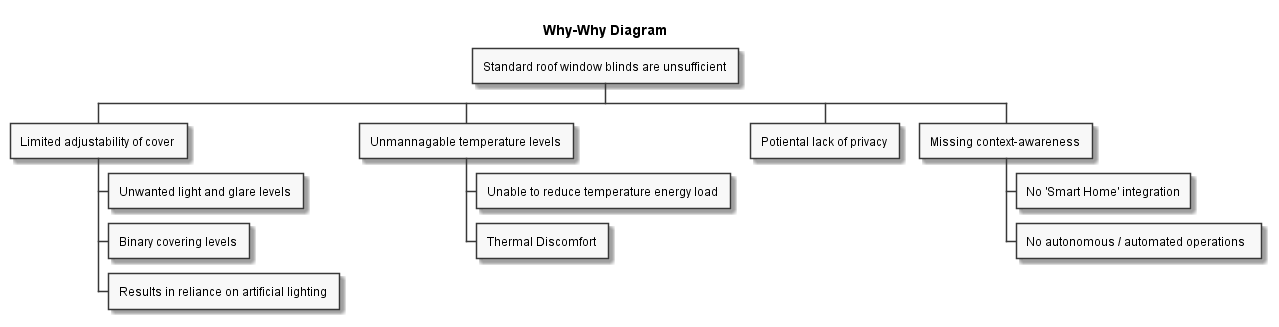 Why-Why Diagram
Standard roof window blinds are unsufficient
Limited adjustability of cover
Unmannagable temperature levels
Potiental lack of privacy
Missing context-awareness
Unwanted light and glare levels
Unable to reduce temperature energy load
No 'Smart Home' integration
Binary covering levels
Thermal Discomfort
No autonomous / automated operations
Results in reliance on artificial lighting